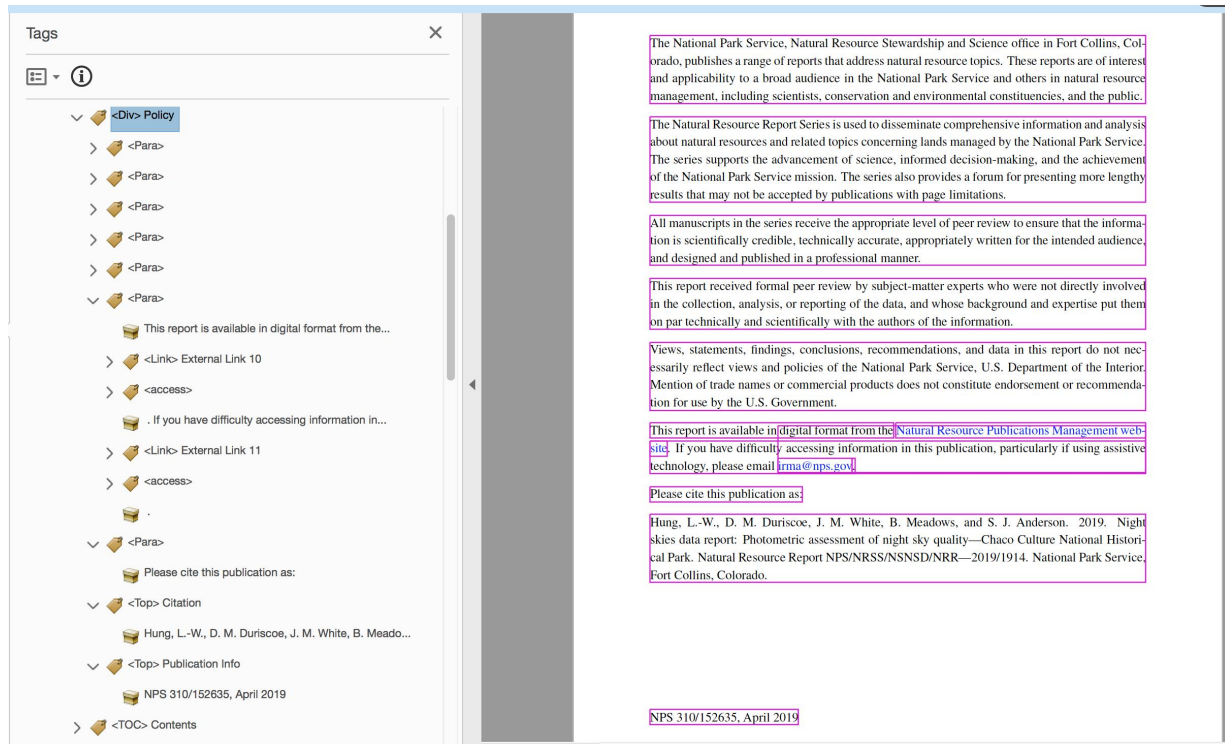 Tags
<Div> Policy
<Para>
<Para>
<Para>
<Para>
<Para>
<Para>
This report is available in digital format from the...
<Link> External Link 10
<access>
. If you have difficulty accessing information in...
<Link> External Link 11
<access>
.
<Para>
Please cite this publication as:
<Top> Citation
Hung, L.-W., D. M. Duriscoe, J. M. White, B. Meado...
<Top> Publication Info
NPS 310/152635, April 2019
<TOC> Contents
The National Park Service, Natural Resource Stewardship and Science office in Fort Collins, Col-
orado, publishes a range of reports that address natural resource topics. These reports are of interest
and applicability to a broad audience in the National Park Service and others in natural resource
management, including scientists, conservation and environmental constituencies, and the public.
The Natural Resource Report Series is used to disseminate comprehensive information and analysis
about natural resources and related topics concerning lands managed by the National Park Service.
The series supports the advancement of science, informed decision-making, and the achievement
of the National Park Service mission. The series also provides a forum for presenting more lengthy
results that may not be accepted by publications with page limitations.
All manuscripts in the series receive the appropriate level of peer review to ensure that the informa-
tion is scientifically credible, technically accurate, appropriately written for the intended audience,
and designed and published in a professional manner.
This report received formal peer review by subject-matter experts who were not directly involved
in the collection, analysis, or reporting of the data, and whose background and expertise put them
on par technically and scientifically with the authors of the information.
Views, statements, findings, conclusions, recommendations, and data in this report do not nec-
essarily reflect views and policies of the National Park Service, U.S. Department of the Interior.
Mention of trade names or commercial products does not constitute endorsement or recommenda-
tion for use by the U.S. Government.
This report is available in digital format from the Natural Resource Publications Management web-
site. If you have difficulty accessing information in this publication, particularly if using assistive
technology, please email irma@nps.gov.
Please cite this publication as:
Hung, L.-W., D. M. Duriscoe, J. M. White, B. Meadows, and S. J. Anderson. 2019. Night
skies data report: Photometric assessment of night sky quality—Chaco Culture National Histori-
cal Park. Natural Resource Report NPS/NRSS/NSNSD/NRR—2019/1914. National Park Service,
Fort Collins, Colorado.
NPS 310/152635, April 2019